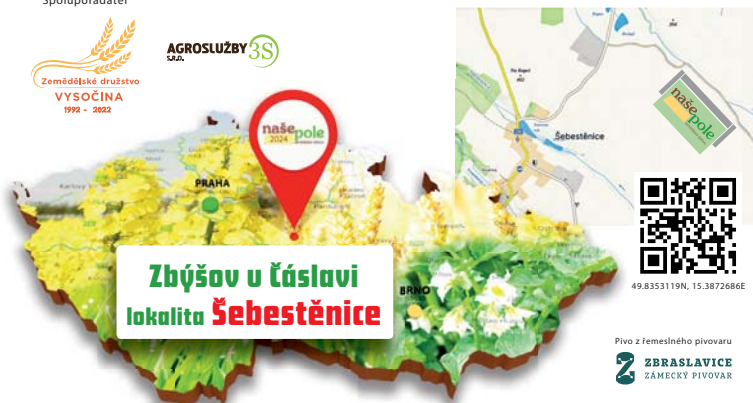 Spolupořadatel
Zemědělské družstvo
VYSOČINA
1992 - 2022
AGROSLUŽBY 3S
S.R.O.
naše pole
2024
PRAHA
BRNO
Zbýšov u Čáslavi
lokalita Šebestěnice
Šebestěnice
naše
pole
49.8353119N, 15.3872686E
Pivo z řemeslného pivovaru
ZBRASLAVICE
ZÁMECKÝ PIVOVAR